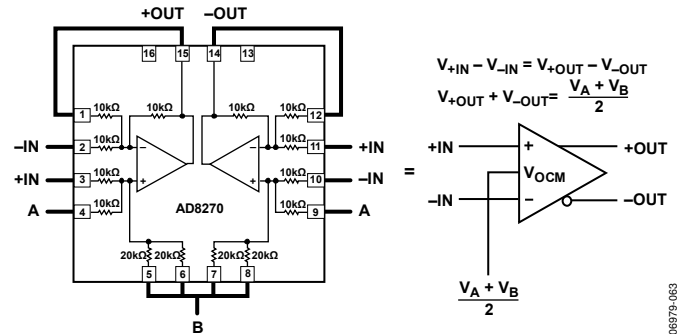 +OUT –OUT
16 15 14 13
10kΩ 10kΩ 10kΩ 10kΩ
1 12
10kΩ 10kΩ
–IN 2 – – 11 +IN
10kΩ 10kΩ
+IN 3 + + 10 –IN
10kΩ 10kΩ
A 4 AD8270 9 A
20kΩ 20kΩ 20kΩ 20kΩ
5 6 7 8
B
=
V+IN – V–IN = V+OUT – V–OUT
V+OUT + V–OUT = VA + VB
2
+IN + +OUT
VOCM
–IN – –OUT
VA + VB
2
06979-063